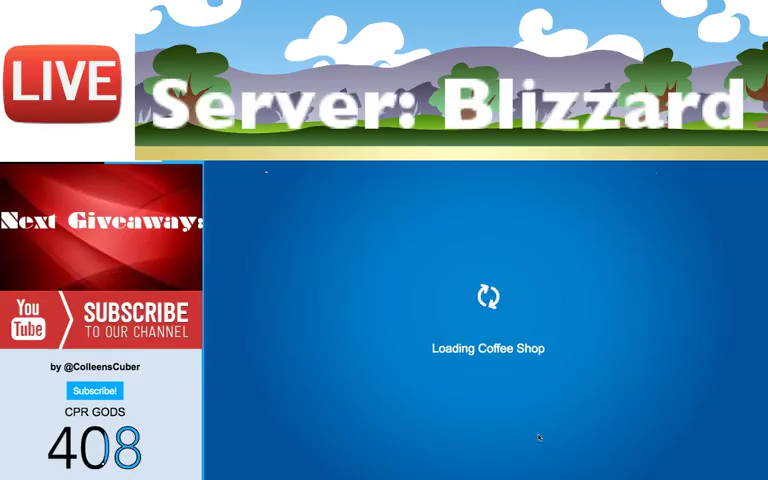 LIVE
Server: Blizzard
Next Giveaway:
You
Tube
SUBSCRIBE
TO OUR CHANNEL
by @ColleensCuber
Subscribe!
CPR GODS
408
Loading Coffee Shop